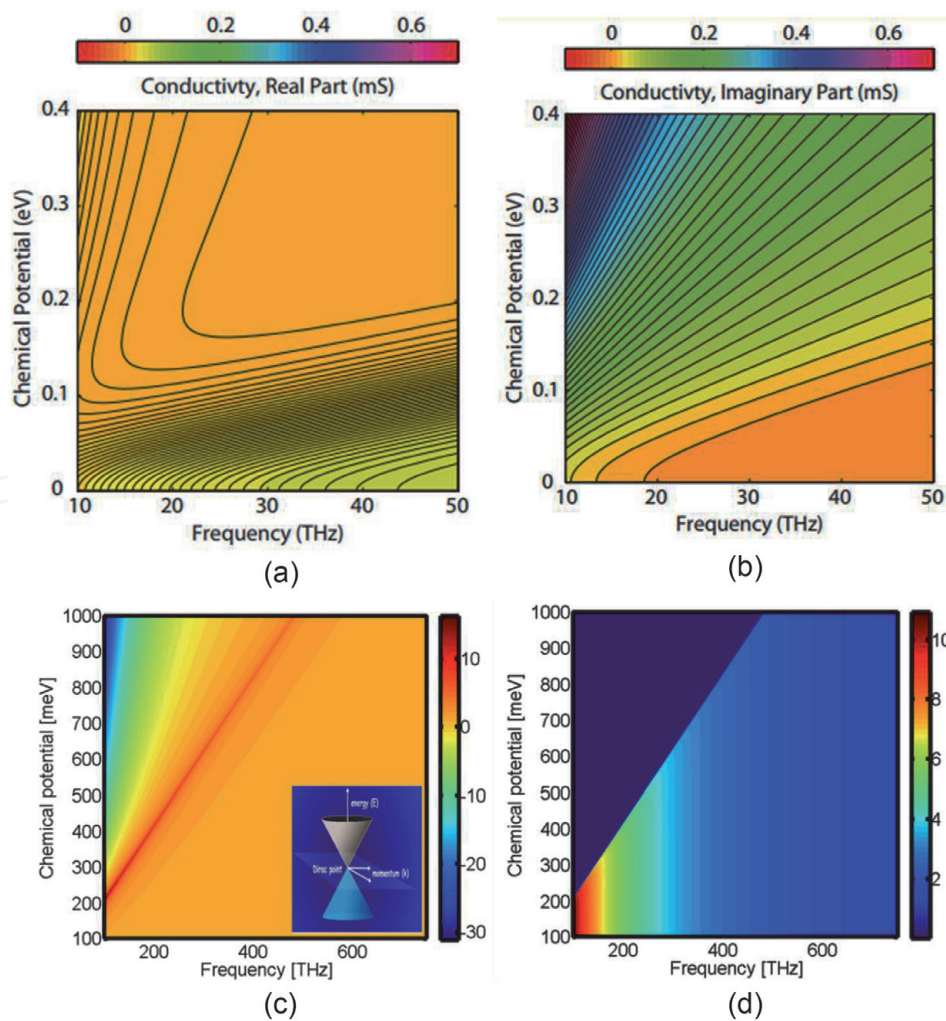 0 0.2 0.4 0.6
Conductivty, Real Part (mS)
0.4
0.3
0.2
0.1
0
Chemical Potential (eV)
10 20 30 40 50
Frequency (THz)
(a)
0 0.2 0.4 0.6
Conductivty, Imaginary Part (mS)
0.4
0.3
0.2
0.1
0
Chemical Potential (eV)
10 20 30 40 50
Frequency (THz)
(b)
1000
900
800
700
600
500
400
300
200
100
Chemical potential [meV]
200 400 600
Frequency [THz]
energy (E)
Dirac point
momentum (k)
10
0
-10
-20
-30
(c)
1000
900
800
700
600
500
400
300
200
100
Chemical potential [meV]
200 400 600
Frequency [THz]
10
8
6
4
2
(d)